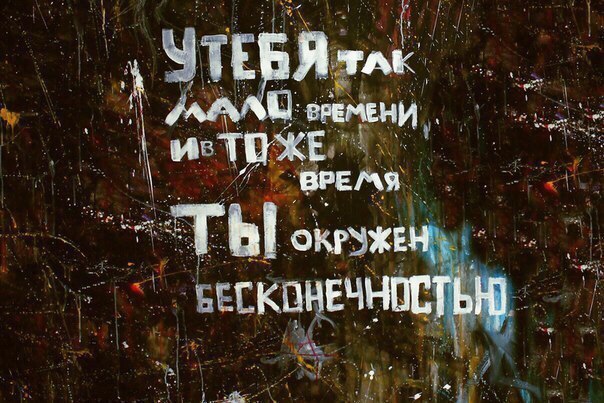 У ТЕБЯ ТАК
МАЛО ВРЕМЕНИ
И В ТО ЖЕ
ВРЕМЯ
ТЫ ОКРУЖЕН
БЕСКОНЕЧНОСТЬЮ